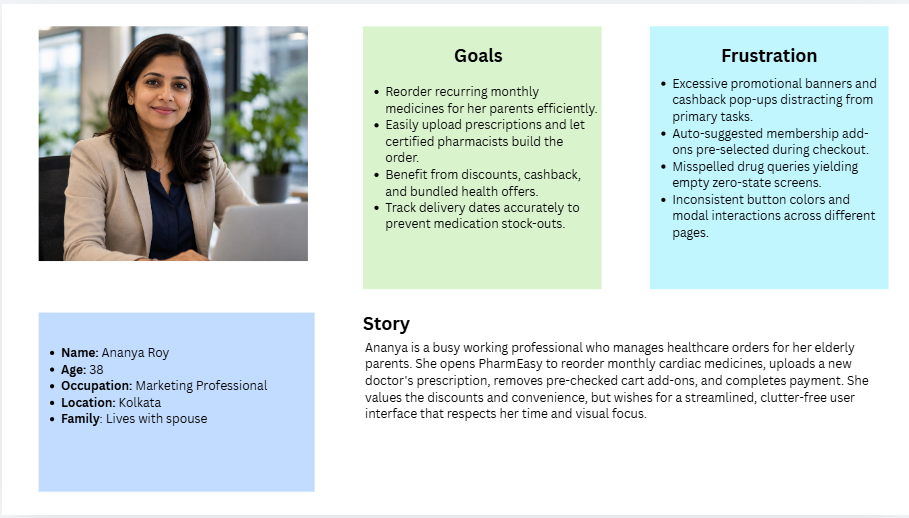 Goals
• Reorder recurring monthly
medicines for her parents efficiently.
• Easily upload prescriptions and let
certified pharmacists build the
order.
• Benefit from discounts, cashback,
and bundled health offers.
• Track delivery dates accurately to
prevent medication stock-outs.
Frustration
• Excessive promotional banners and
cashback pop-ups distracting from
primary tasks.
• Auto-suggested membership add-
ons pre-selected during checkout.
• Misspelled drug queries yielding
empty zero-state screens.
• Inconsistent button colors and
modal interactions across different
pages.
• Name: Ananya Roy
• Age: 38
• Occupation: Marketing Professional
• Location: Kolkata
• Family: Lives with spouse
Story
Ananya is a busy working professional who manages healthcare orders for her elderly
parents. She opens PharmEasy to reorder monthly cardiac medicines, uploads a new
doctor's prescription, removes pre-checked cart add-ons, and completes payment. She
values the discounts and convenience, but wishes for a streamlined, clutter-free user
interface that respects her time and visual focus.